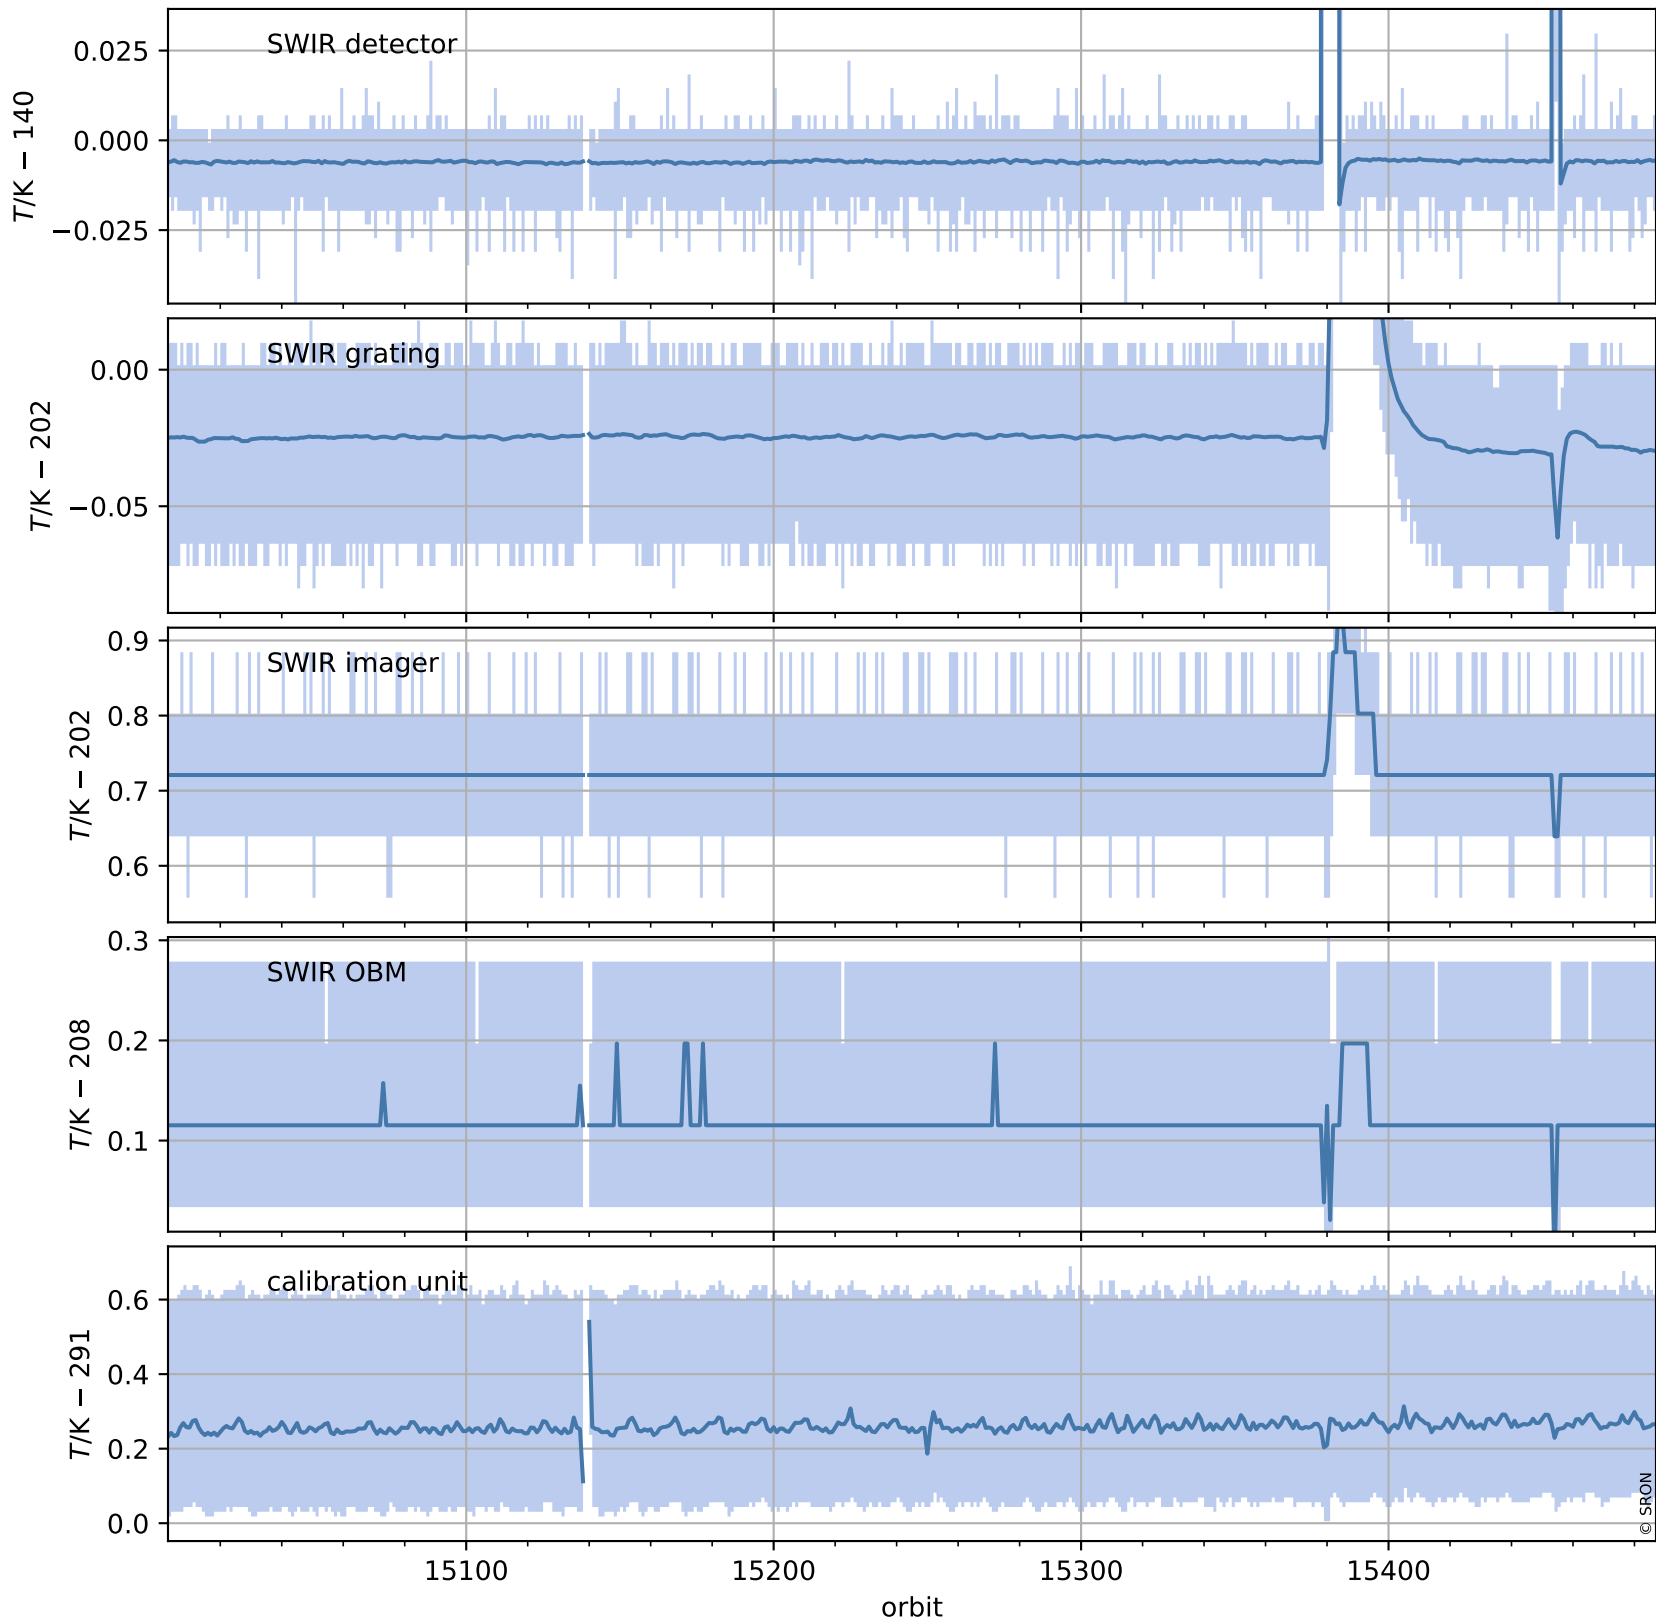 SWIR detector
T/K − 140
0.025
0.000
−0.025
SWIR grating
T/K − 202
0.00
−0.05
SWIR imager
T/K − 202
0.9
0.8
0.7
0.6
SWIR OBM
T/K − 208
0.3
0.2
0.1
calibration unit
T/K − 291
0.6
0.4
0.2
0.0
© SRON
15100 15200 15300 15400
orbit